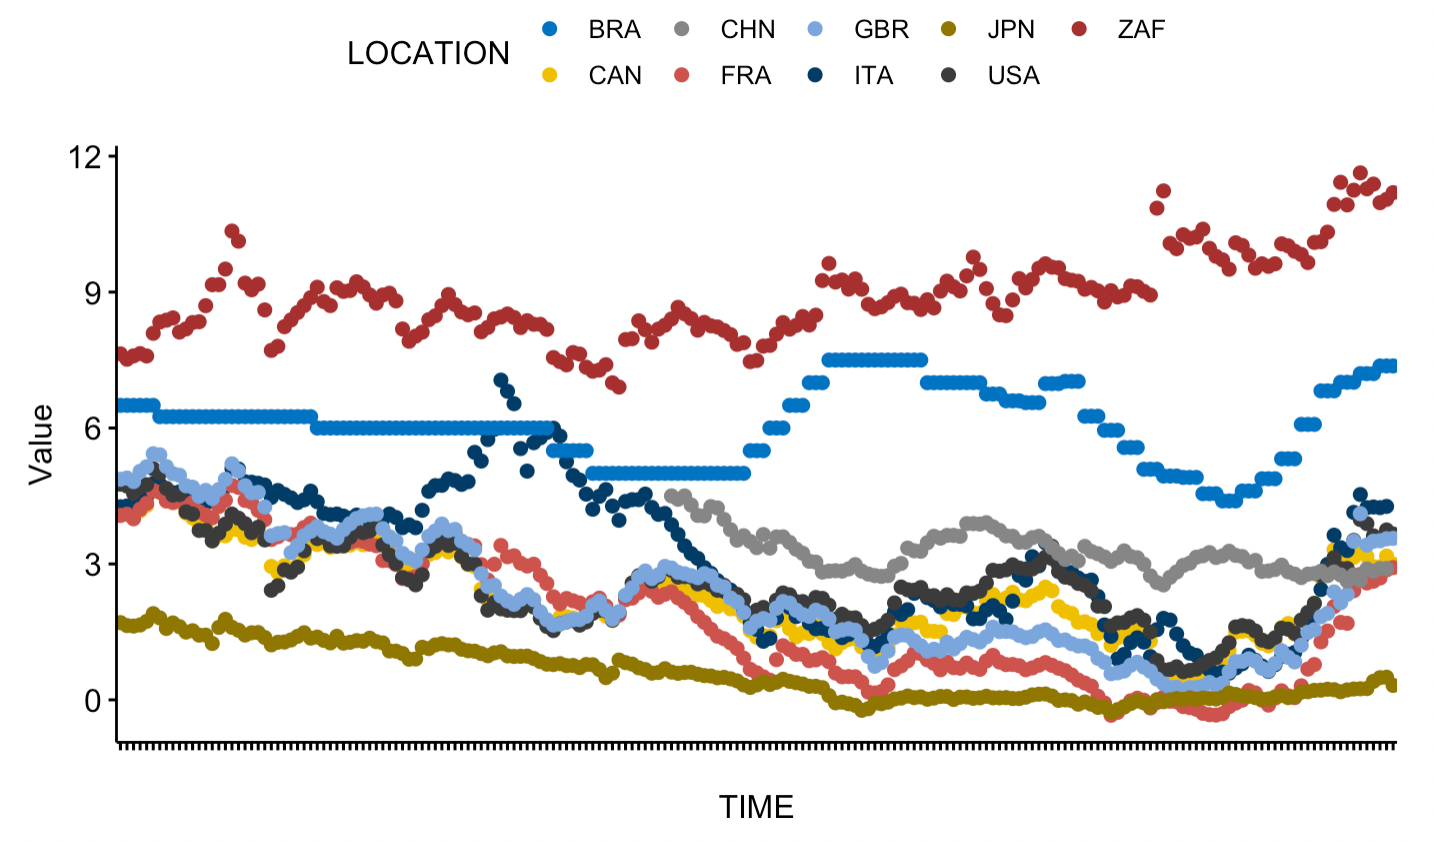 LOCATION
BRA CHN GBR JPN ZAF
CAN FRA ITA USA
12
9
6
3
0
Value
TIME